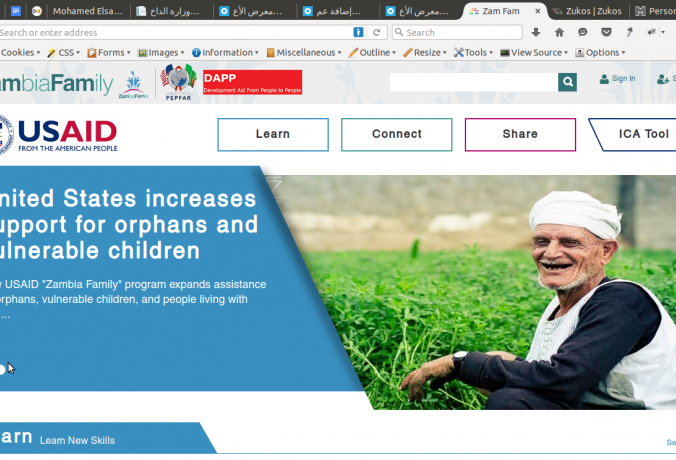 Mohamed Elsa...
وزارة الداخ...
معرض الأع...
إضافة عم...
معرض الأع...
Zam Fam
Zukos | Zukos
Person
Search or enter address
Search
Cookies
CSS
Forms
Images
Information
Miscellaneous
Outline
Resize
Tools
View Source
Options
ambiaFamily
ZambiaFamily
PEPFAR
DAPP
Development Aid From People to People
Sign In
S
USAID
FROM THE AMERICAN PEOPLE
Learn
Connect
Share
ICA Tool
nited States increases
upport for orphans and
ulnerable children
w USAID "Zambia Family" program expands assistance
orphans, vulnerable children, and people living with
...
arn Learn New Skills
Se